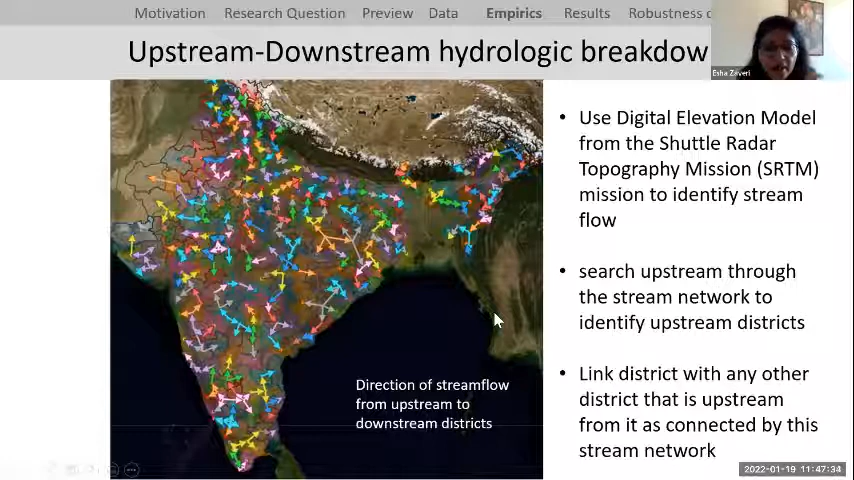 Motivation Research Question Preview Data Empirics Results Robustness
Upstream-Downstream hydrologic breakdow
Esha Zaveri
• Use Digital Elevation Model
from the Shuttle Radar
Topography Mission (SRTM)
mission to identify stream
flow
• search upstream through
the stream network to
identify upstream districts
• Link district with any other
district that is upstream
from it as connected by this
stream network
Direction of streamflow
from upstream to
downstream districts
2022-01-19 11:47:34